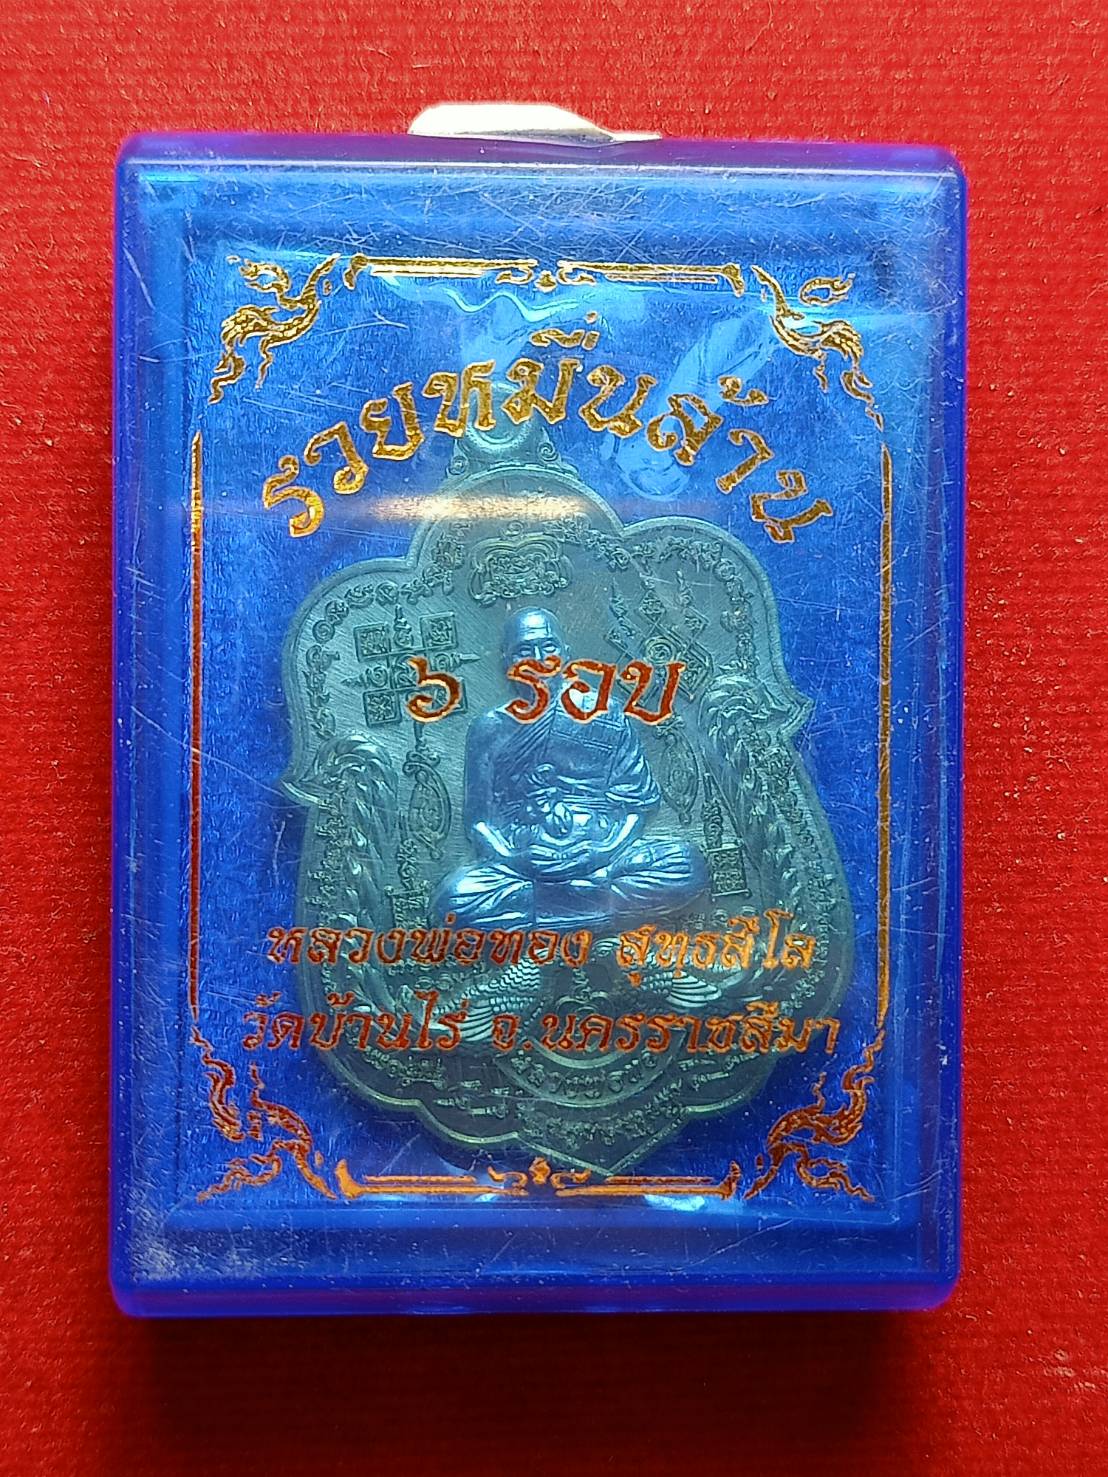 รวยหมื่นล้าน
๖ รอบ
หลวงพ่อทอง สุทฺธสีโล
วัดบ้านไร่ จ.นครราชสีมา